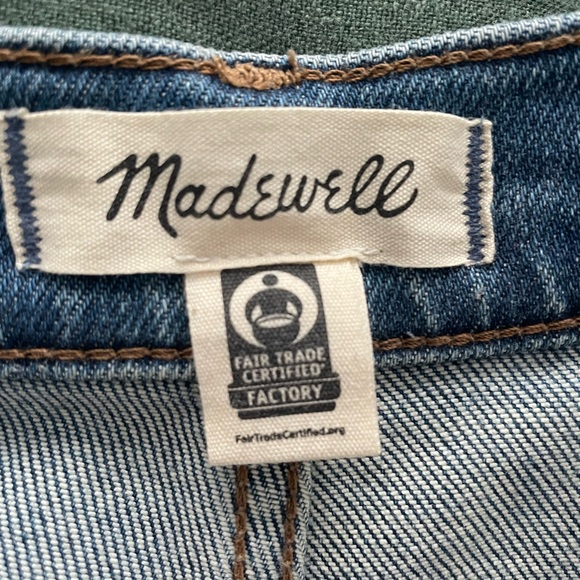 Madewell
FAIR TRADE
CERTIFIED
FACTORY
FairTradeCertified.org